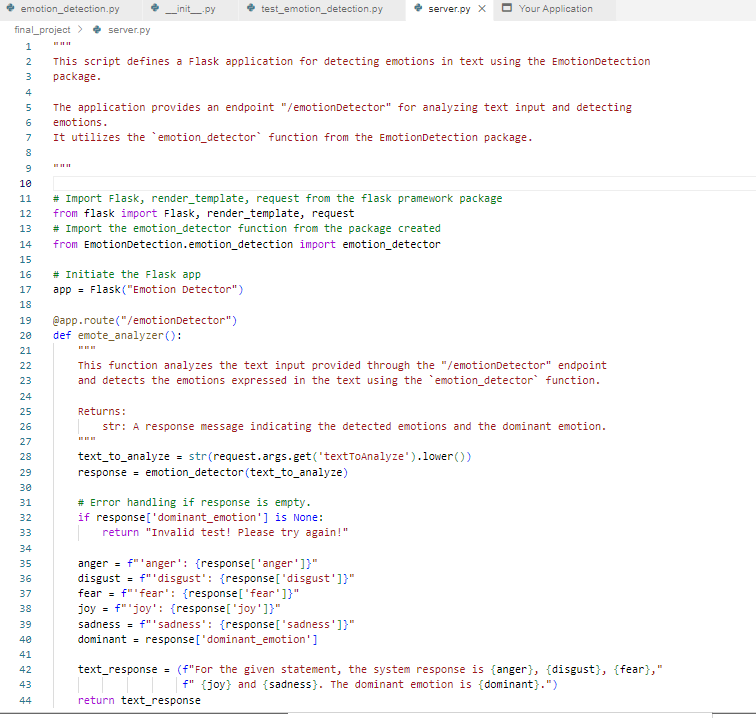 emotion_detection.py __init__.py test_emotion_detection.py server.py Your Application
final_project > server.py
1 """
2 This script defines a Flask application for detecting emotions in text using the EmotionDetection
3 package.
4
5 The application provides an endpoint "/emotionDetector" for analyzing text input and detecting
6 emotions.
7 It utilizes the `emotion_detector` function from the EmotionDetection package.
8
9 """
10
11 # Import Flask, render_template, request from the flask pramework package
12 from flask import Flask, render_template, request
13 # Import the emotion_detector function from the package created
14 from EmotionDetection.emotion_detection import emotion_detector
15
16 # Initiate the Flask app
17 app = Flask("Emotion Detector")
18
19 @app.route("/emotionDetector")
20 def emote_analyzer():
21     """
22     This function analyzes the text input provided through the "/emotionDetector" endpoint
23     and detects the emotions expressed in the text using the `emotion_detector` function.
24
25     Returns:
26         str: A response message indicating the detected emotions and the dominant emotion.
27     """
28     text_to_analyze = str(request.args.get('textToAnalyze').lower())
29     response = emotion_detector(text_to_analyze)
30
31     # Error handling if response is empty.
32     if response['dominant_emotion'] is None:
33         return "Invalid test! Please try again!"
34
35     anger = f"'anger': {response['anger']}"
36     disgust = f"'disgust': {response['disgust']}"
37     fear = f"'fear': {response['fear']}"
38     joy = f"'joy': {response['joy']}"
39     sadness = f"'sadness': {response['sadness']}"
40     dominant = response['dominant_emotion']
41
42     text_response = (f"For the given statement, the system response is {anger}, {disgust}, {fear},"
43                      f" {joy} and {sadness}. The dominant emotion is {dominant}.")
44     return text_response